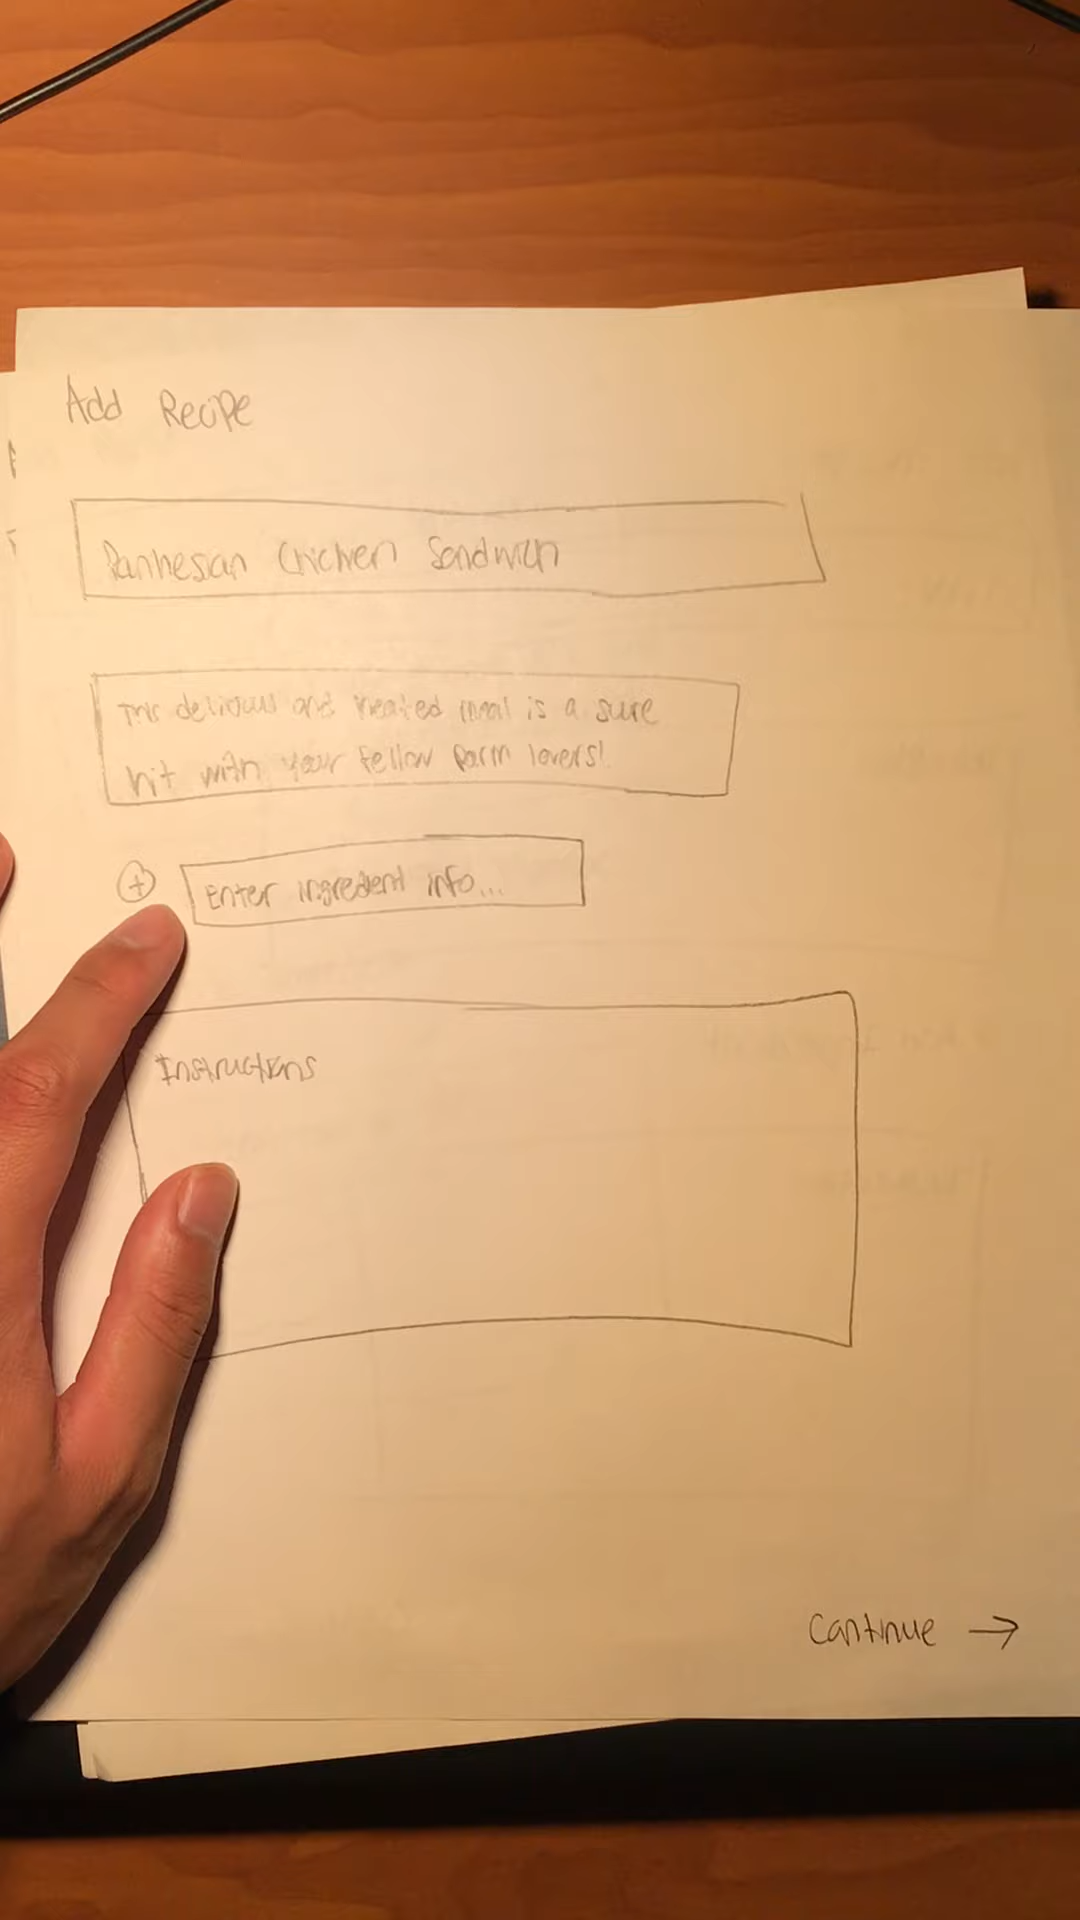 Add Recipe
Parmesian Chicken Sandwich
This delicious and heated meal is a sure
hit with your fellow parm lovers!
+ Enter ingredient info...
Instructions
Continue →